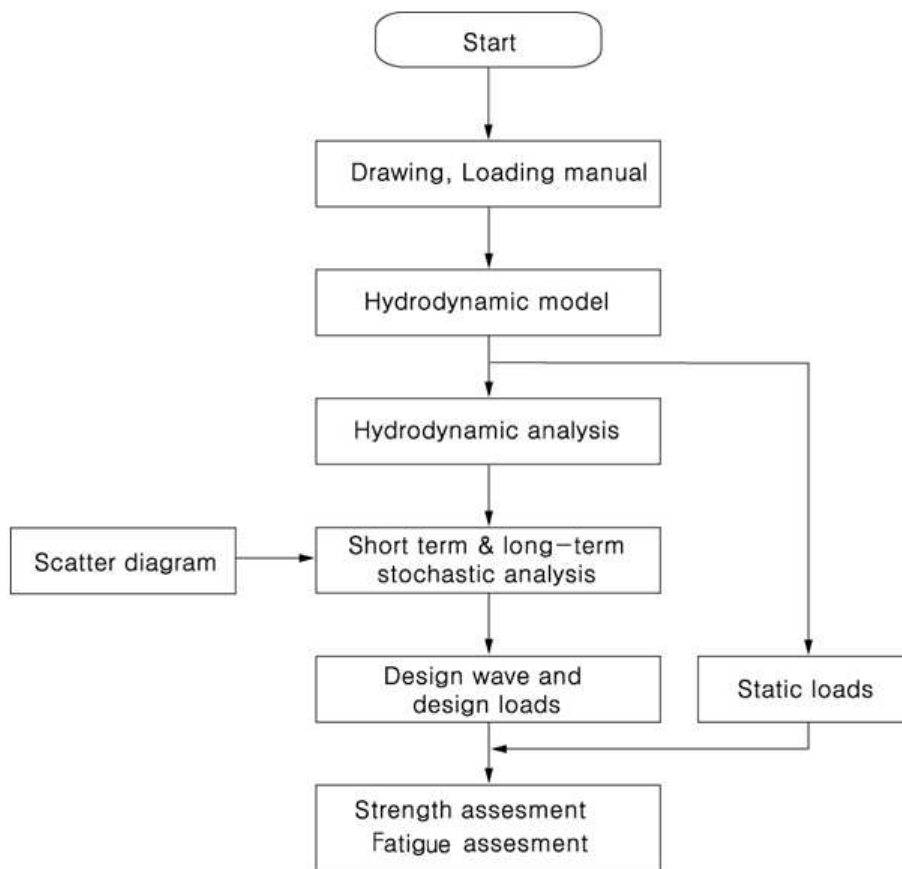 Start
Drawing, Loading manual
Hydrodynamic model
Hydrodynamic analysis
Scatter diagram
Short term & long-term
stochastic analysis
Design wave and
design loads
Static loads
Strength assesment
Fatigue assesment